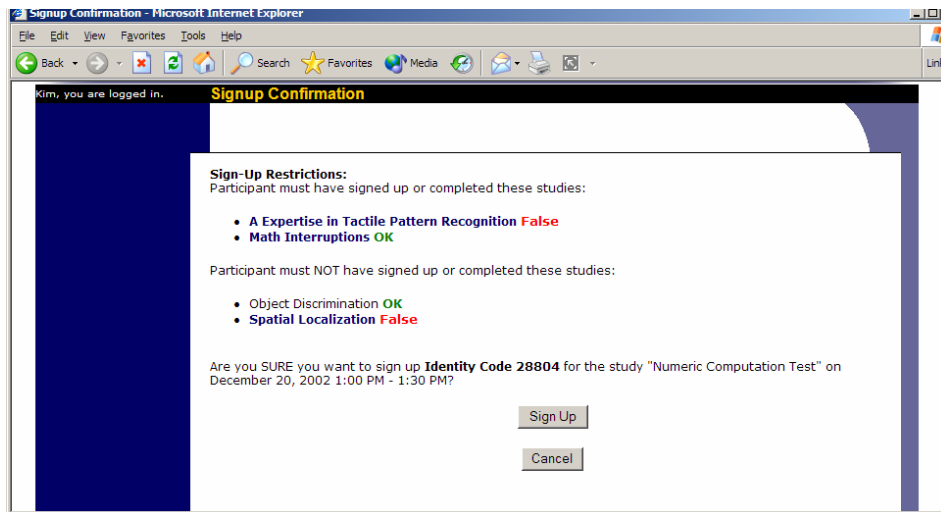 Signup Confirmation - Microsoft Internet Explorer
File Edit View Favorites Tools Help
Back Search Favorites Media
Kim, you are logged in. Signup Confirmation
Sign-Up Restrictions:
Participant must have signed up or completed these studies:
• A Expertise in Tactile Pattern Recognition False
• Math Interruptions OK
Participant must NOT have signed up or completed these studies:
• Object Discrimination OK
• Spatial Localization False
Are you SURE you want to sign up Identity Code 28804 for the study "Numeric Computation Test" on
December 20, 2002 1:00 PM - 1:30 PM?
Sign Up
Cancel